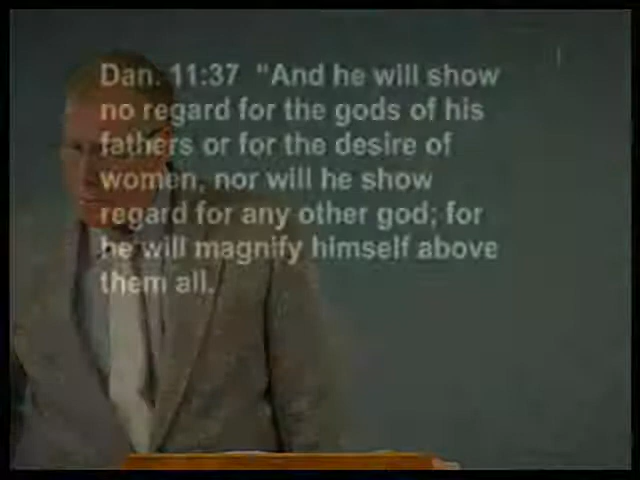 Dan. 11:37 "And he will show
no regard for the gods of his
fathers or for the desire of
women, nor will he show
regard for any other god; for
he will magnify himself above
them all.